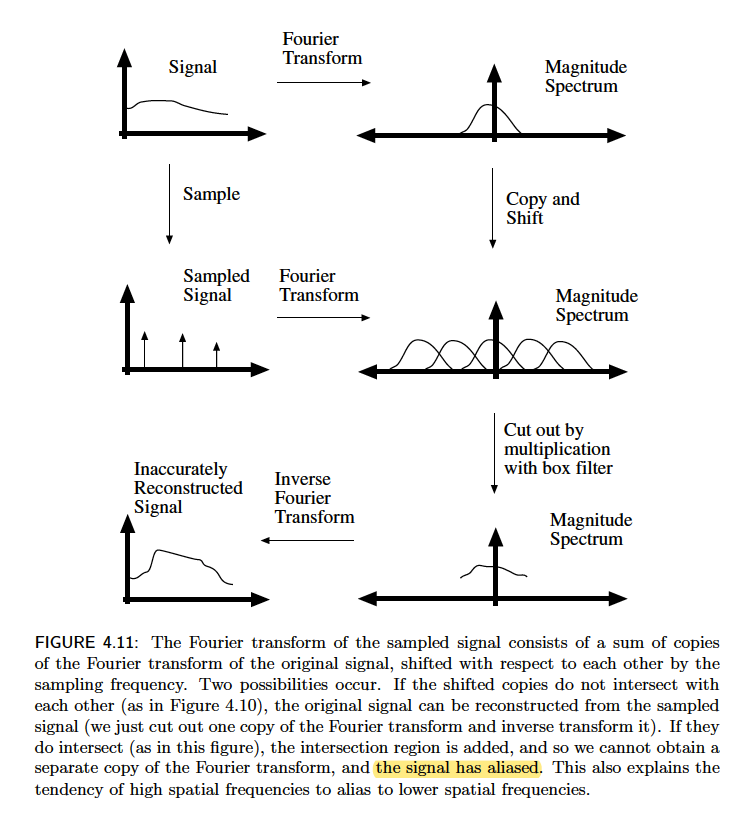 Fourier
Transform
Signal
Magnitude
Spectrum
Sample
Copy and
Shift
Sampled
Signal
Fourier
Transform
Magnitude
Spectrum
Cut out by
multiplication
with box filter
Inaccurately
Reconstructed
Signal
Inverse
Fourier
Transform
Magnitude
Spectrum
FIGURE 4.11: The Fourier transform of the sampled signal consists of a sum of copies
of the Fourier transform of the original signal, shifted with respect to each other by the
sampling frequency. Two possibilities occur. If the shifted copies do not intersect with
each other (as in Figure 4.10), the original signal can be reconstructed from the sampled
signal (we just cut out one copy of the Fourier transform and inverse transform it). If they
do intersect (as in this figure), the intersection region is added, and so we cannot obtain a
separate copy of the Fourier transform, and the signal has aliased. This also explains the
tendency of high spatial frequencies to alias to lower spatial frequencies.